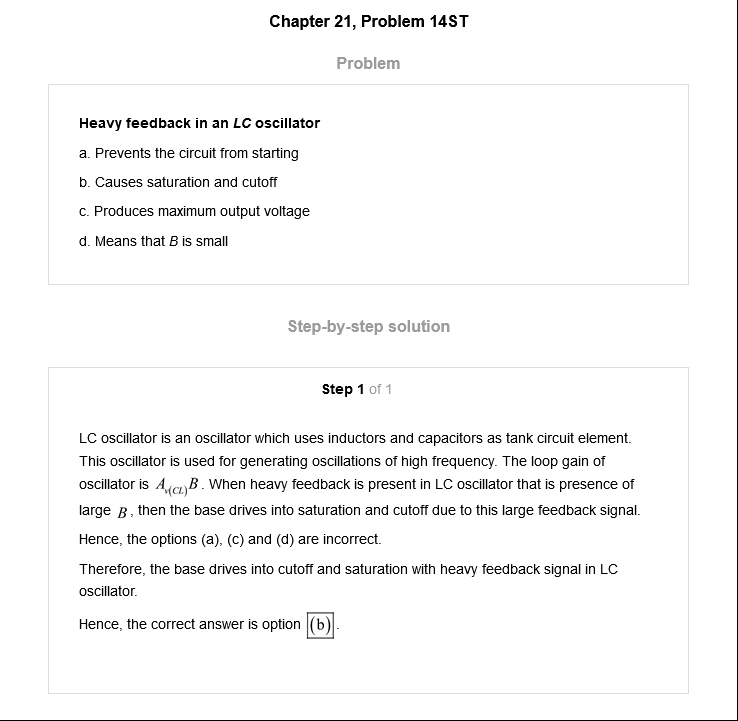 Chapter 21, Problem 14ST
Problem
Heavy feedback in an LC oscillator
a. Prevents the circuit from starting
b. Causes saturation and cutoff
c. Produces maximum output voltage
d. Means that B is small
Step-by-step solution
Step 1 of 1
LC oscillator is an oscillator which uses inductors and capacitors as tank circuit element.
This oscillator is used for generating oscillations of high frequency. The loop gain of
oscillator is A_{v(CL)}B. When heavy feedback is present in LC oscillator that is presence of
large B, then the base drives into saturation and cutoff due to this large feedback signal.
Hence, the options (a), (c) and (d) are incorrect.
Therefore, the base drives into cutoff and saturation with heavy feedback signal in LC
oscillator.
Hence, the correct answer is option (b).